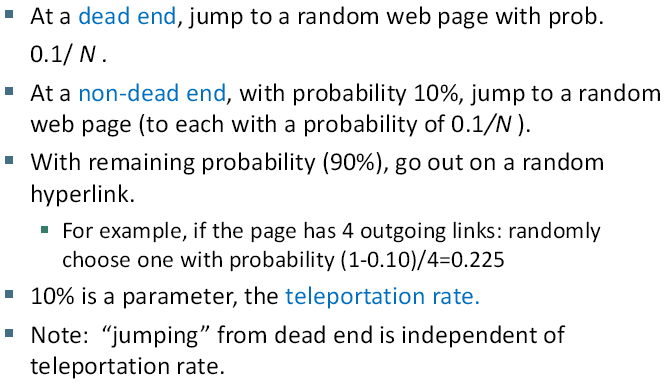 At a dead end, jump to a random web page with prob.
0.1/ N .
At a non-dead end, with probability 10%, jump to a random
web page (to each with a probability of 0.1/N ).
With remaining probability (90%), go out on a random
hyperlink.
For example, if the page has 4 outgoing links: randomly
choose one with probability (1-0.10)/4=0.225
10% is a parameter, the teleportation rate.
Note: “jumping” from dead end is independent of
teleportation rate.